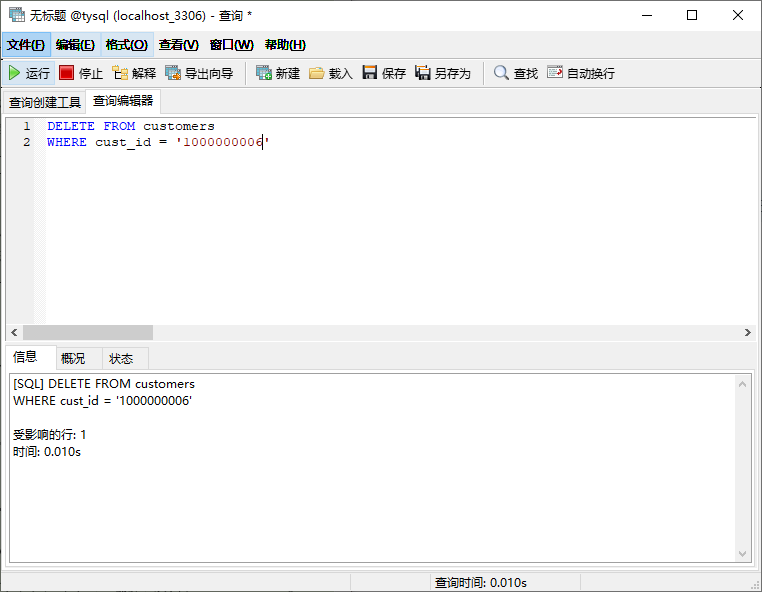 无标题 @tysql (localhost_3306) - 查询 *
文件(F) 编辑(E) 格式(O) 查看(V) 窗口(W) 帮助(H)
运行 停止 解释 导出向导 新建 载入 保存 另存为 查找 自动换行
查询创建工具 查询编辑器
1 DELETE FROM customers
2 WHERE cust_id = '1000000006'
信息 概况 状态
[SQL] DELETE FROM customers
WHERE cust_id = '1000000006'
受影响的行: 1
时间: 0.010s
查询时间: 0.010s